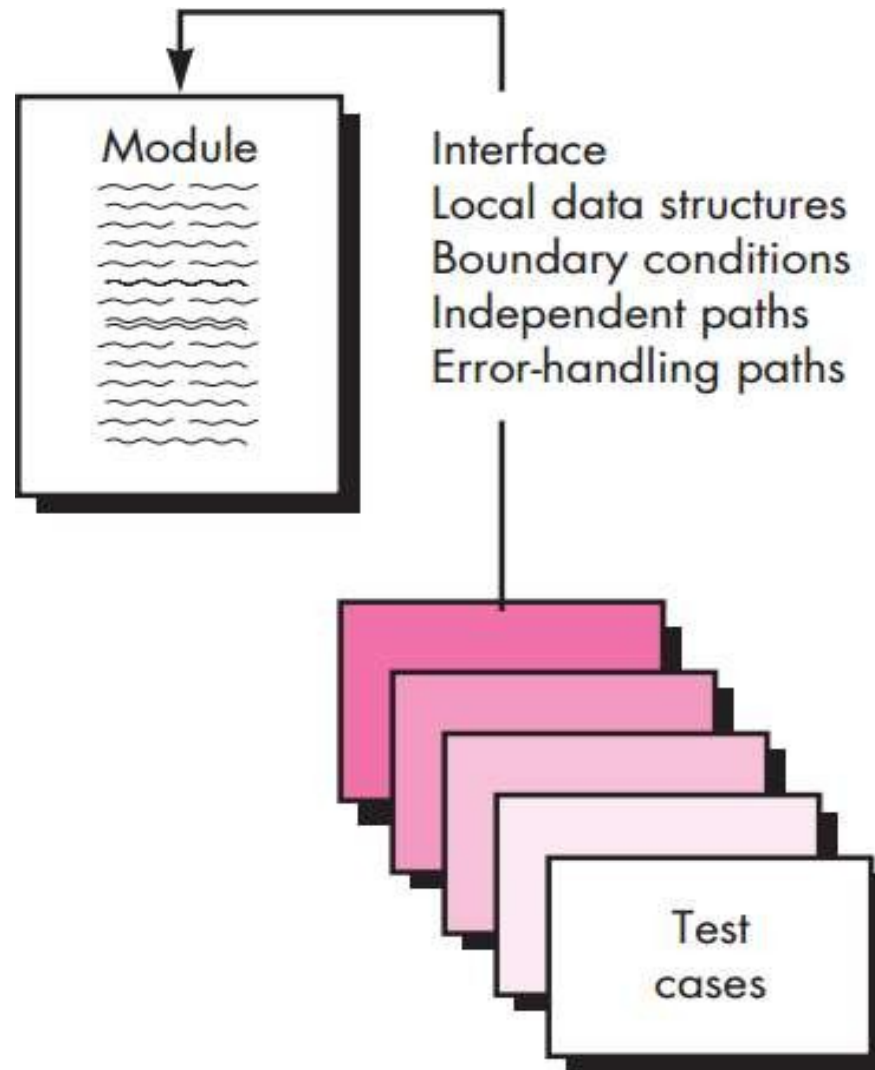 Module
Interface
Local data structures
Boundary conditions
Independent paths
Error-handling paths
Test
cases